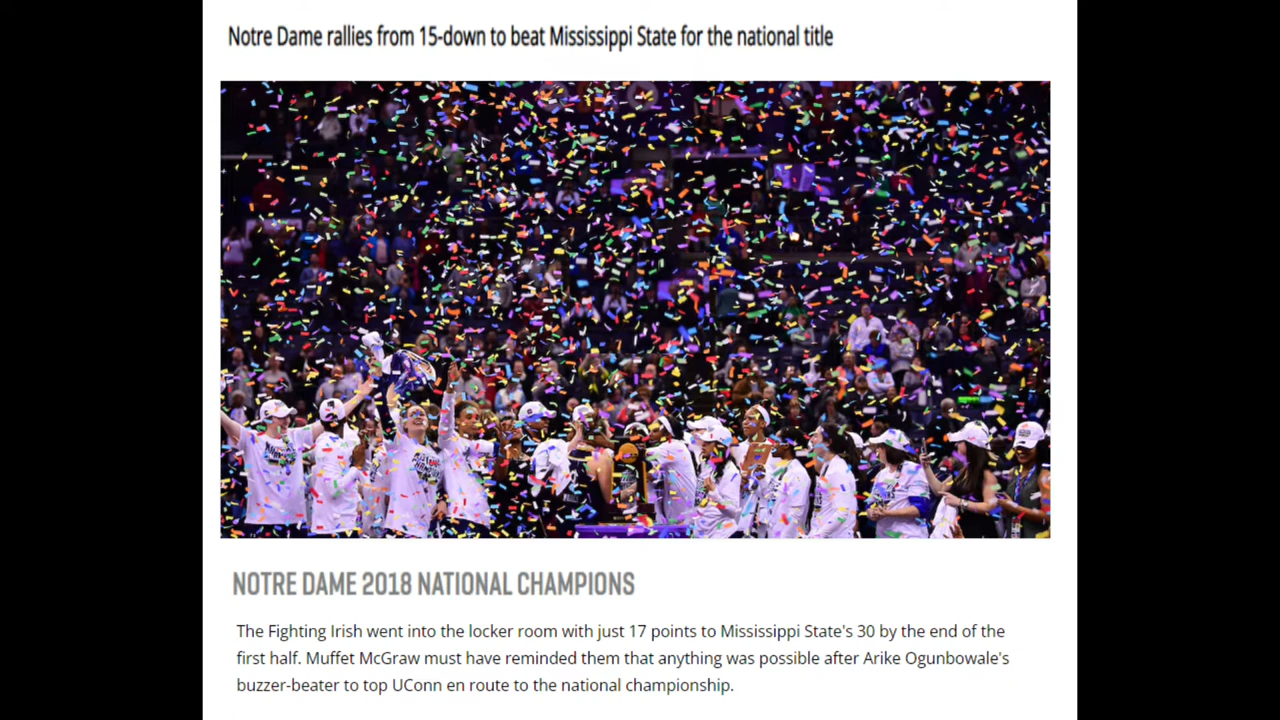 Notre Dame rallies from 15-down to beat Mississippi State for the national title
NOTRE DAME 2018 NATIONAL CHAMPIONS
The Fighting Irish went into the locker room with just 17 points to Mississippi State's 30 by the end of the
first half. Muffet McGraw must have reminded them that anything was possible after Arike Ogunbowale's
buzzer-beater to top UConn en route to the national championship.